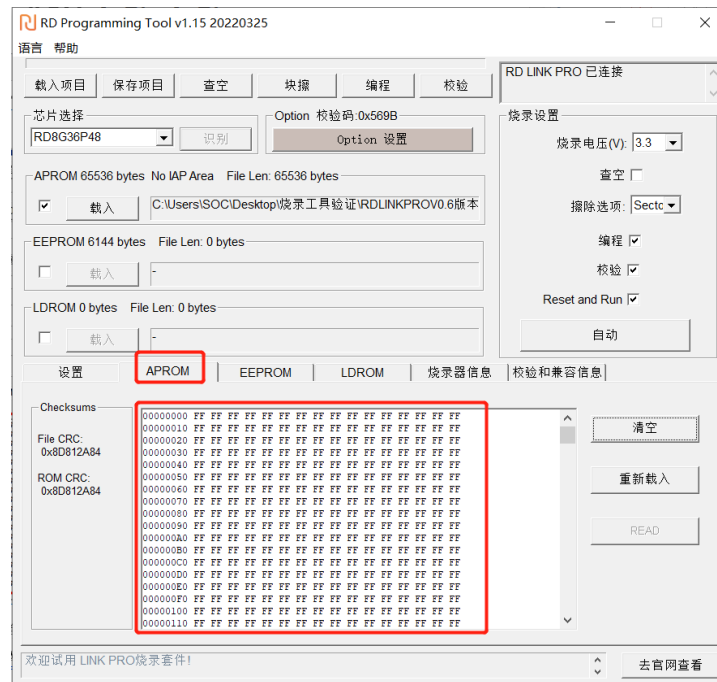 RD Programming Tool v1.15 20220325
语言 帮助
载入项目 保存项目 查空 块擦 编程 校验
RD LINK PRO 已连接
芯片选择
RD8G36P48 识别
Option 校验码:0x569B
Option 设置
烧录设置
烧录电压(V): 3.3
查空
擦除选项: Secto
编程
校验
Reset and Run
自动
APROM 65536 bytes No IAP Area File Len: 65536 bytes
载入 C:\Users\SOC\Desktop\烧录工具验证\RDLINKPROV0.6版本
EEPROM 6144 bytes File Len: 0 bytes
载入 -
LDROM 0 bytes File Len: 0 bytes
载入 -
设置 APROM EEPROM LDROM 烧录器信息 校验和兼容信息
Checksums
File CRC:
0x8D812A84
ROM CRC:
0x8D812A84
00000000 FF FF FF FF FF FF FF FF FF FF FF FF FF FF FF FF
00000010 FF FF FF FF FF FF FF FF FF FF FF FF FF FF FF FF
00000020 FF FF FF FF FF FF FF FF FF FF FF FF FF FF FF FF
00000030 FF FF FF FF FF FF FF FF FF FF FF FF FF FF FF FF
00000040 FF FF FF FF FF FF FF FF FF FF FF FF FF FF FF FF
00000050 FF FF FF FF FF FF FF FF FF FF FF FF FF FF FF FF
00000060 FF FF FF FF FF FF FF FF FF FF FF FF FF FF FF FF
00000070 FF FF FF FF FF FF FF FF FF FF FF FF FF FF FF FF
00000080 FF FF FF FF FF FF FF FF FF FF FF FF FF FF FF FF
00000090 FF FF FF FF FF FF FF FF FF FF FF FF FF FF FF FF
000000A0 FF FF FF FF FF FF FF FF FF FF FF FF FF FF FF FF
000000B0 FF FF FF FF FF FF FF FF FF FF FF FF FF FF FF FF
000000C0 FF FF FF FF FF FF FF FF FF FF FF FF FF FF FF FF
000000D0 FF FF FF FF FF FF FF FF FF FF FF FF FF FF FF FF
000000E0 FF FF FF FF FF FF FF FF FF FF FF FF FF FF FF FF
000000F0 FF FF FF FF FF FF FF FF FF FF FF FF FF FF FF FF
00000100 FF FF FF FF FF FF FF FF FF FF FF FF FF FF FF FF
00000110 FF FF FF FF FF FF FF FF FF FF FF FF FF FF FF FF
清空
重新载入
READ
欢迎试用 LINK PRO烧录套件!
去官网查看